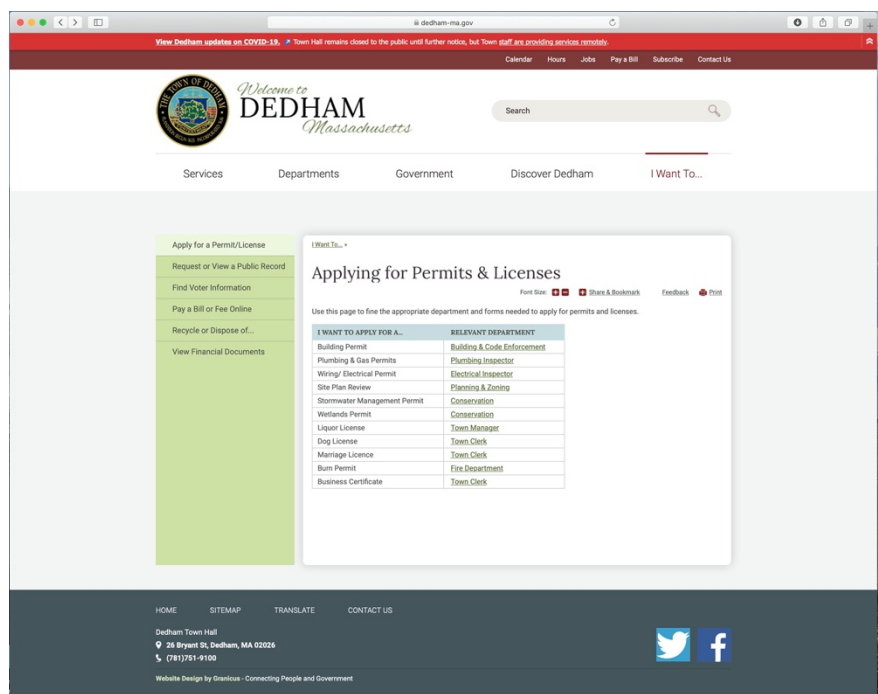 dedham-ma.gov
View Dedham updates on COVID-19. Town Hall remains closed to the public until further notice, but Town staff are providing services remotely.
Calendar Hours Jobs Pay a Bill Subscribe Contact Us
THE TOWN OF DEDHAM
Welcome to
DEDHAM
Massachusetts
Search
Services Departments Government Discover Dedham I Want To...
Apply for a Permit/License
Request or View a Public Record
Find Voter Information
Pay a Bill or Fee Online
Recycle or Dispose of...
View Financial Documents
I Want To... »
Applying for Permits & Licenses
Font Size: + - + Share & Bookmark Feedback Print
Use this page to fine the appropriate department and forms needed to apply for permits and licenses.
I WANT TO APPLY FOR A... RELEVANT DEPARTMENT
Building Permit Building & Code Enforcement
Plumbing & Gas Permits Plumbing Inspector
Wiring/ Electrical Permit Electrical Inspector
Site Plan Review Planning & Zoning
Stormwater Management Permit Conservation
Wetlands Permit Conservation
Liquor License Town Manager
Dog License Town Clerk
Marriage Licence Town Clerk
Burn Permit Fire Department
Business Certificate Town Clerk
HOME SITEMAP TRANSLATE CONTACT US
Dedham Town Hall
26 Bryant St, Dedham, MA 02026
(781)751-9100
Website Design by Granicus - Connecting People and Government